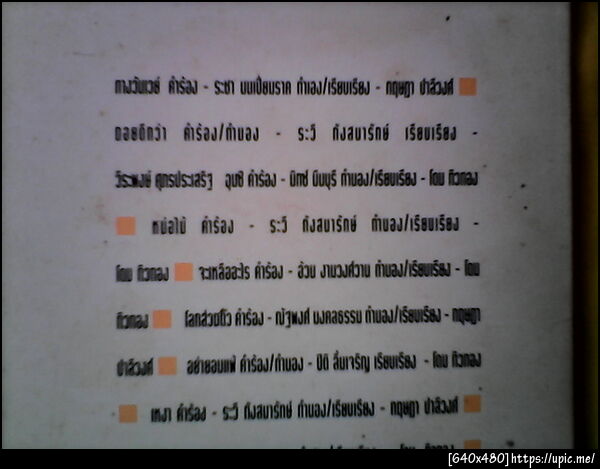 ทางวันเวย์ คำร้อง - ระชา ทำนอง/เรียบเรียง - กฤษฎา ปาลิวงศ์
ถอยดีกว่า คำร้อง/ทำนอง - ระวี กังสนารักษ์ เรียบเรียง -
วีระพงษ์ ศุภรประเสริฐ คำร้อง - มีนบุรี ทำนอง/เรียบเรียง - โดม ทิวทอง
หน่อไม้ คำร้อง - ระวี กังสนารักษ์ ทำนอง/เรียบเรียง -
โดม ทิวทอง จะเหลืออะไร คำร้อง - อ้วน งามวงศ์วาน ทำนอง/เรียบเรียง - โดม
ทิวทอง โลกส่วนตั๊ว คำร้อง - ณัฐพงศ์ มงคลธรรม ทำนอง/เรียบเรียง - กฤษฎา
ปาลิวงศ์ อย่ายอมแพ้ คำร้อง/ทำนอง - ปิติ ลิ้มเจริญ เรียบเรียง - โดม ทิวทอง
เหงา คำร้อง - ระวี กังสนารักษ์ ทำนอง/เรียบเรียง - กฤษฎา ปาลิวงศ์
[640x480]https://upic.me/